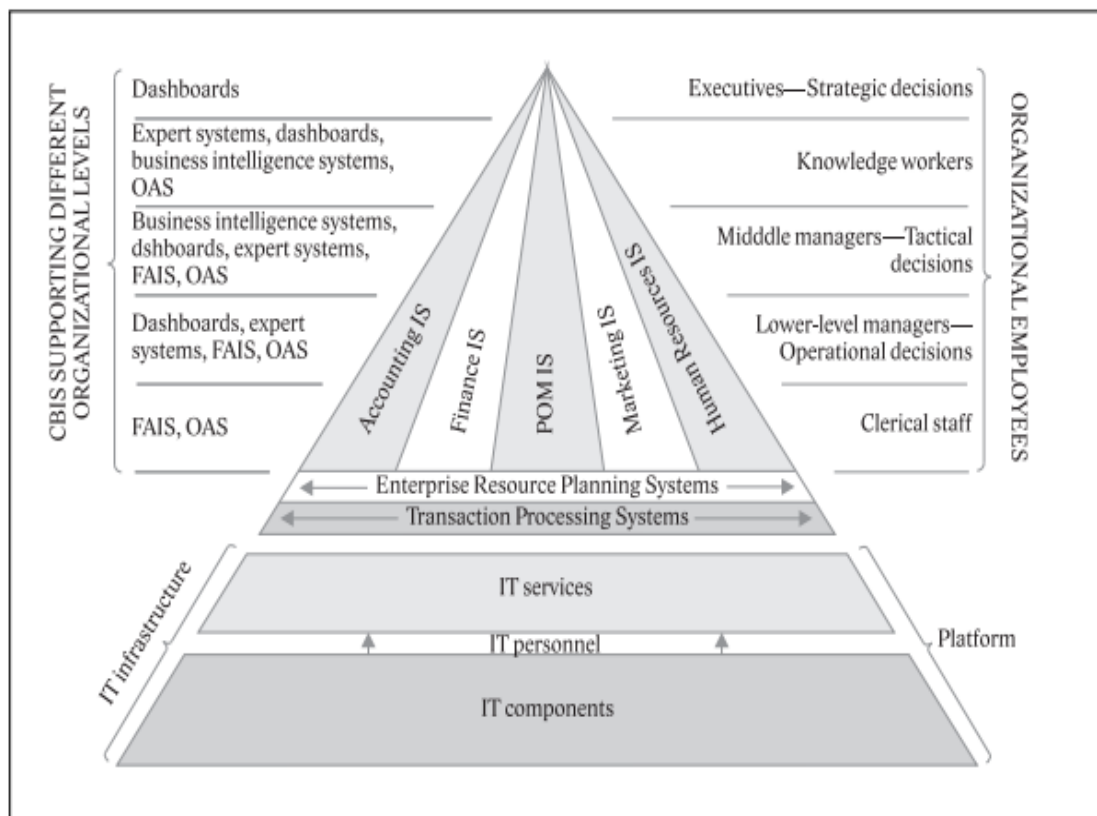 CBIS SUPPORTING DIFFERENT
ORGANIZATIONAL LEVELS
Dashboards
Expert systems, dashboards,
business intelligence systems,
OAS
Business intelligence systems,
dshboards, expert systems,
FAIS, OAS
Dashboards, expert
systems, FAIS, OAS
FAIS, OAS
Accounting IS
Finance IS
POM IS
Marketing IS
Human Resources IS
Executives—Strategic decisions
Knowledge workers
Midddle managers—Tactical
decisions
Lower-level managers—
Operational decisions
Clerical staff
ORGANIZATIONAL EMPLOYEES
Enterprise Resource Planning Systems
Transaction Processing Systems
IT infrastructure
IT services
IT personnel
Platform
IT components